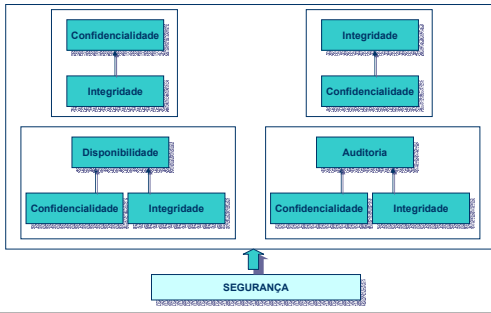 Confidencialidade
Integridade
Integridade
Confidencialidade
Disponibilidade
Confidencialidade
Integridade
Auditoria
Confidencialidade
Integridade
SEGURANÇA